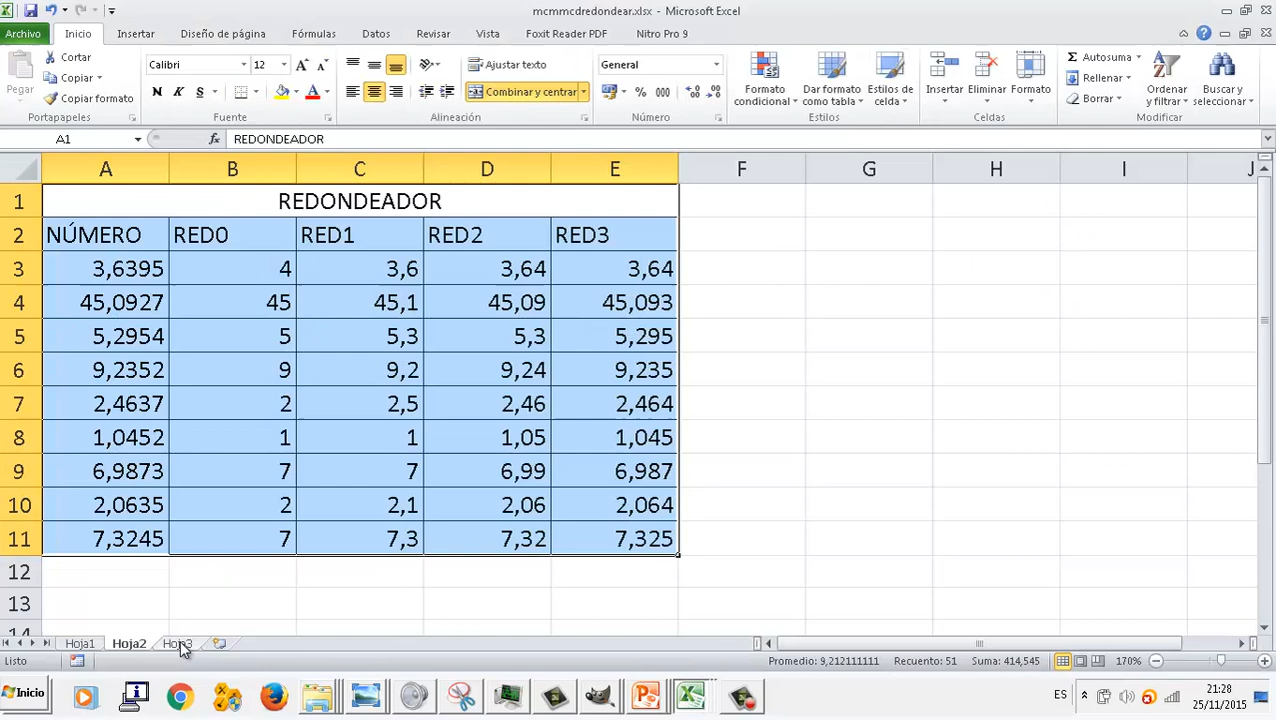 mcmmcdredondear.xlsx - Microsoft Excel
Archivo Inicio Insertar Diseño de página Fórmulas Datos Revisar Vista Foxit Reader PDF Nitro Pro 9
Pegar
Cortar
Copiar
Copiar formato
Portapapeles
Calibri 12
N K S
Fuente
Ajustar texto
Combinar y centrar
Alineación
General
% 000
Número
Formato condicional
Dar formato como tabla
Estilos de celda
Estilos
Insertar Eliminar Formato
Celdas
Autosuma
Rellenar
Borrar
Ordenar y filtrar
Buscar y seleccionar
Modificar
A1 fx REDONDEADOR
A B C D E F G H I J
1 REDONDEADOR
2 NÚMERO RED0 RED1 RED2 RED3
3 3,6395 4 3,6 3,64 3,64
4 45,0927 45 45,1 45,09 45,093
5 5,2954 5 5,3 5,3 5,295
6 9,2352 9 9,2 9,24 9,235
7 2,4637 2 2,5 2,46 2,464
8 1,0452 1 1 1,05 1,045
9 6,9873 7 7 6,99 6,987
10 2,0635 2 2,1 2,06 2,064
11 7,3245 7 7,3 7,32 7,325
12
13
14
Hoja1 Hoja2 Hoja3
Listo Promedio: 9,212111111 Recuento: 51 Suma: 414,545 170%
Inicio ES 21:28
25/11/2015